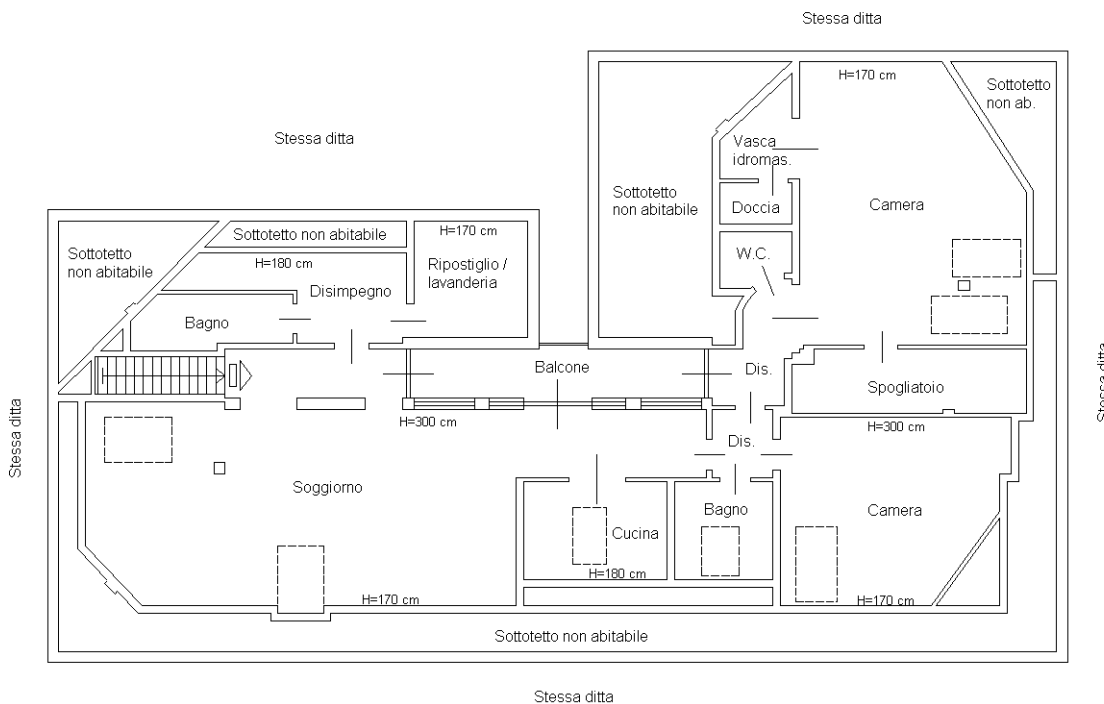 Stessa ditta
H=170 cm
Sottotetto
non ab.
Stessa ditta
Vasca
idromas.
Sottotetto
non abitabile
Doccia
Camera
Sottotetto non abitabile
H=170 cm
Sottotetto
non abitabile
H=180 cm
Ripostiglio /
lavanderia
W.C.
Disimpegno
Bagno
Balcone
Dis.
Spogliatoio
Stessa ditta
Stessa ditta
H=300 cm
H=300 cm
Dis.
Soggiorno
Bagno
Camera
Cucina
H=180 cm
H=170 cm
H=170 cm
Sottotetto non abitabile
Stessa ditta